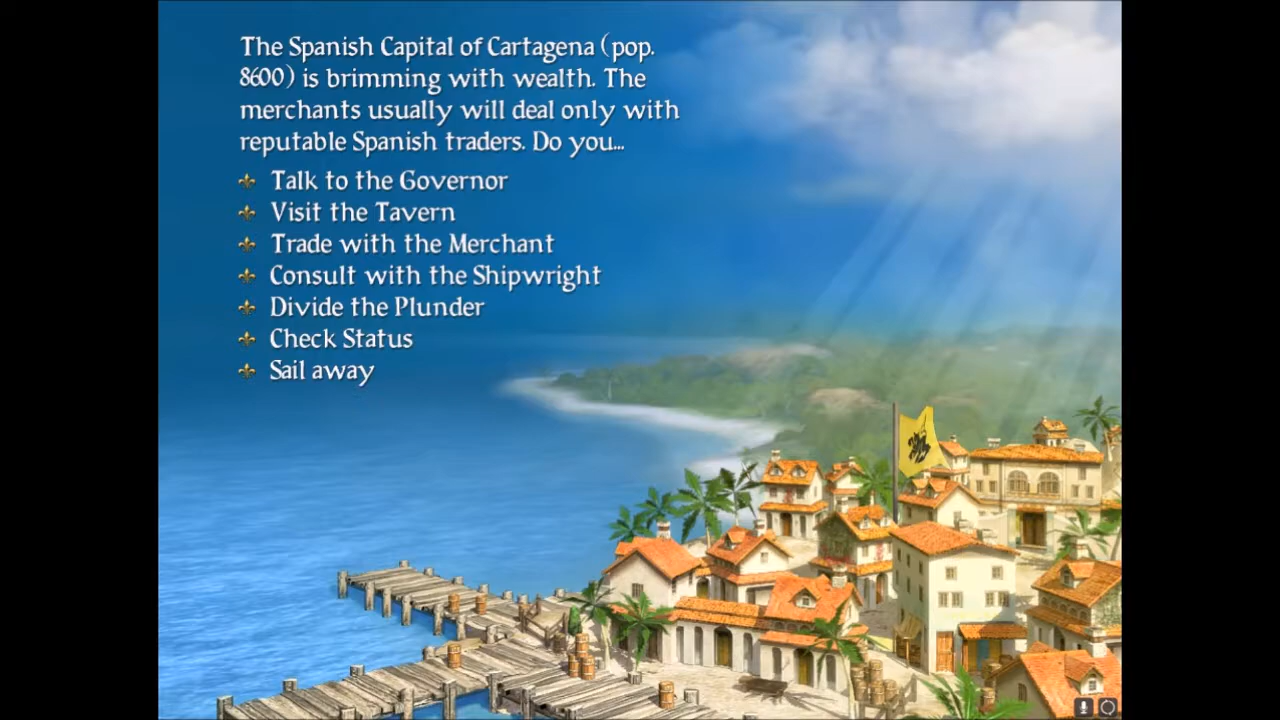 The Spanish Capital of Cartagena (pop.
8600) is brimming with wealth. The
merchants usually will deal only with
reputable Spanish traders. Do you...
Talk to the Governor
Visit the Tavern
Trade with the Merchant
Consult with the Shipwright
Divide the Plunder
Check Status
Sail away